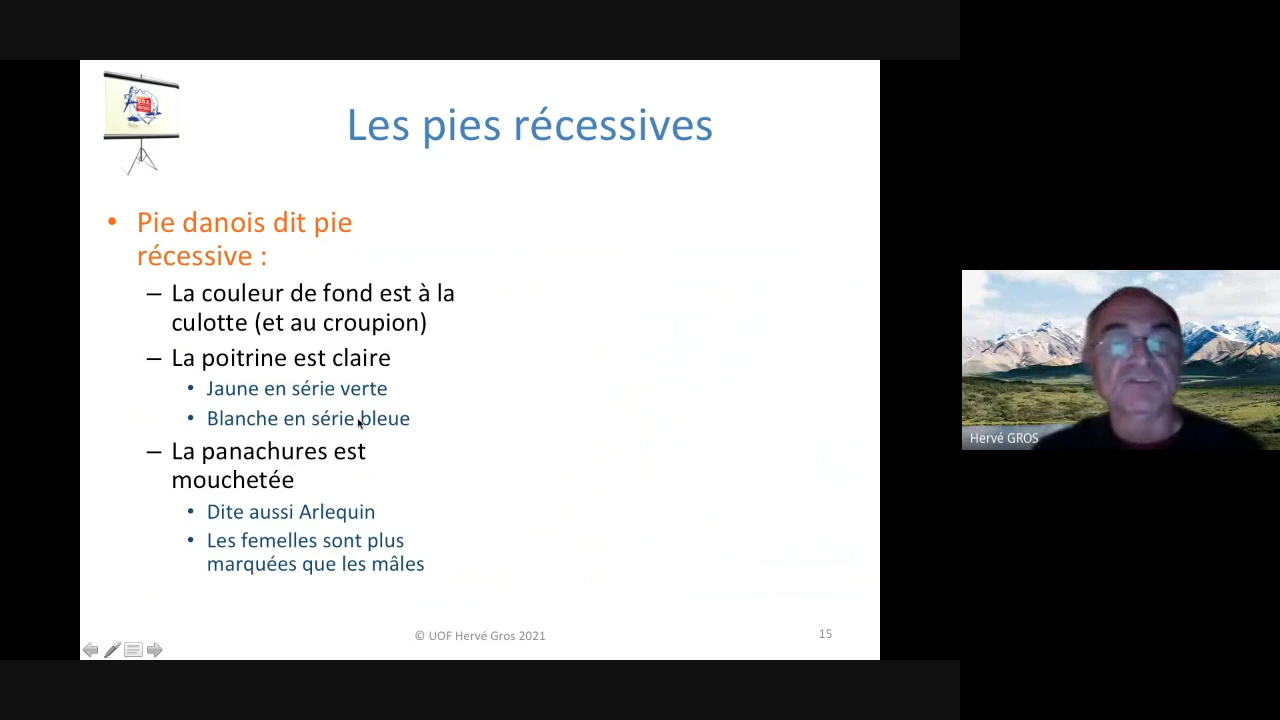 Les pies récessives
• Pie danois dit pie
récessive :
– La couleur de fond est à la
culotte (et au croupion)
– La poitrine est claire
• Jaune en série verte
• Blanche en série bleue
– La panachures est
mouchetée
• Dite aussi Arlequin
• Les femelles sont plus
marquées que les mâles
© UOF Hervé Gros 2021
15
Hervé GROS